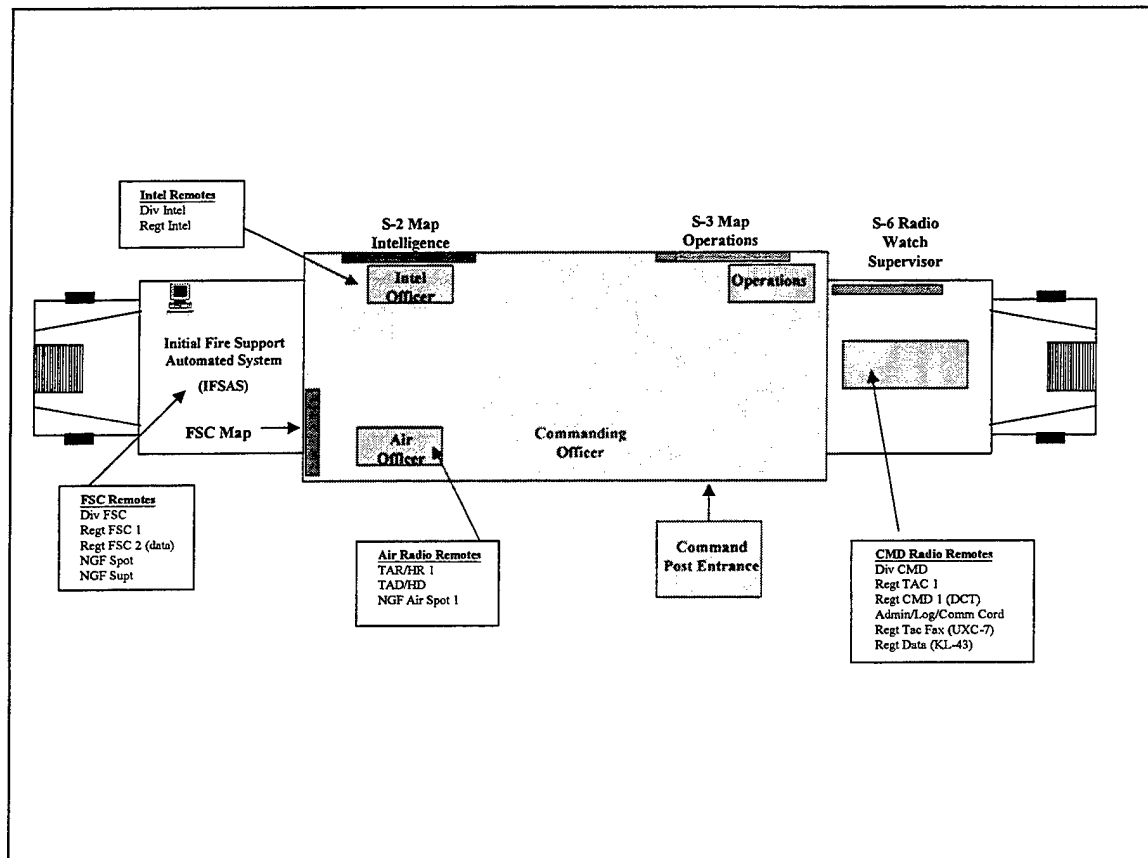 Intel Remotes
Div Intel
Regt Intel
S-2 Map
Intelligence
S-3 Map
Operations
S-6 Radio
Watch
Supervisor
Intel
Officer
Operations
Initial Fire Support
Automated System
(IFSAS)
FSC Map
Air
Officer
Commanding
Officer
FSC Remotes
Div FSC
Regt FSC 1
Regt FSC 2 (data)
NGF Spot
NGF Supt
Air Radio Remotes
TAR/HR 1
TAD/HD
NGF Air Spot 1
Command
Post Entrance
CMD Radio Remotes
Div CMD
Regt TAC 1
Regt CMD 1 (DCT)
Admin/Log/Comm Cord
Regt Tac Fax (UXC-7)
Regt Data (KL-43)